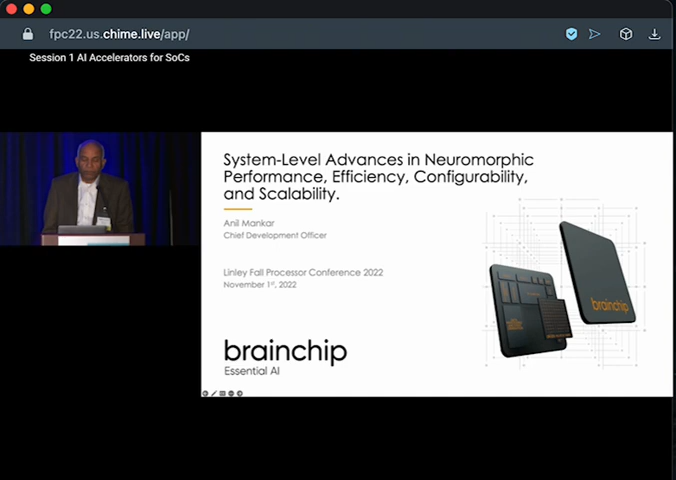 fpc22.us.chime.live/app/
Session 1 AI Accelerators for SoCs
System-Level Advances in Neuromorphic
Performance, Efficiency, Configurability,
and Scalability.
Anil Mankar
Chief Development Officer
Linley Fall Processor Conference 2022
November 1st, 2022
brainchip
brainchip
Essential AI